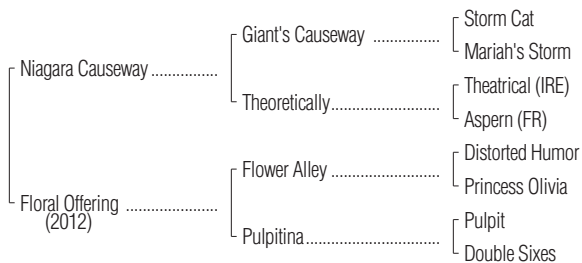 Storm Cat
Giant's Causeway ................
Mariah's Storm
Niagara Causeway ................
Theatrical (IRE)
Theoretically ..........................
Aspern (FR)
Distorted Humor
Flower Alley ..........................
Princess Olivia
Floral Offering ......................
(2012)
Pulpit
Pulpitina .................................
Double Sixes